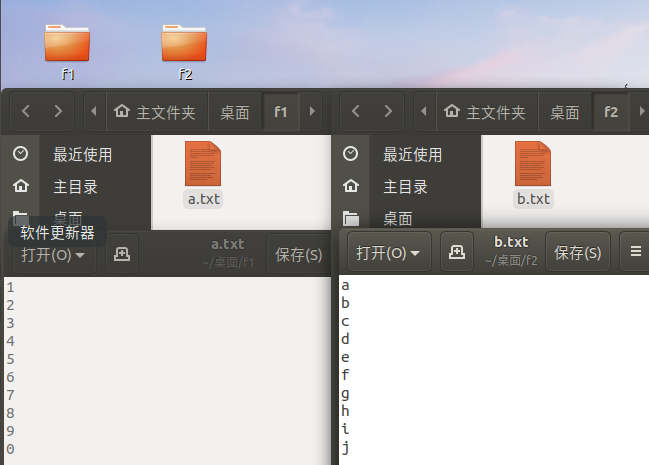 f1
f2
主文件夹
桌面
f1
主文件夹
桌面
f2
最近使用
主目录
桌面
a.txt
最近使用
主目录
桌面
b.txt
软件更新器
打开(O)
a.txt
~/桌面/f1
保存(S)
打开(O)
b.txt
~/桌面/f2
保存(S)
1
2
3
4
5
6
7
8
9
0
a
b
c
d
e
f
g
h
i
j